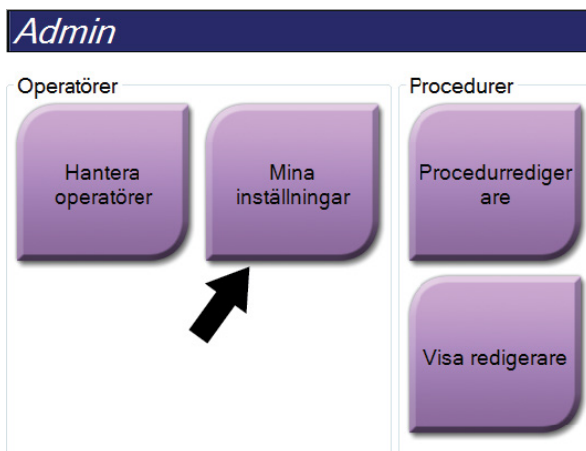 Admin
Operatörer
Hantera
operatörer
Mina
inställningar
Procedurer
Procedurrediger
are
Visa redigerare